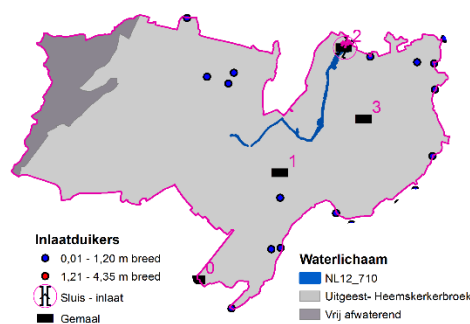 2
3
1
0
Inlaatduikers
0,01 - 1,20 m breed
1,21 - 4,35 m breed
Sluis - inlaat
Gemaal
Waterlichaam
NL12_710
Uitgeest- Heemskerkerbroek
Vrij afwaterend